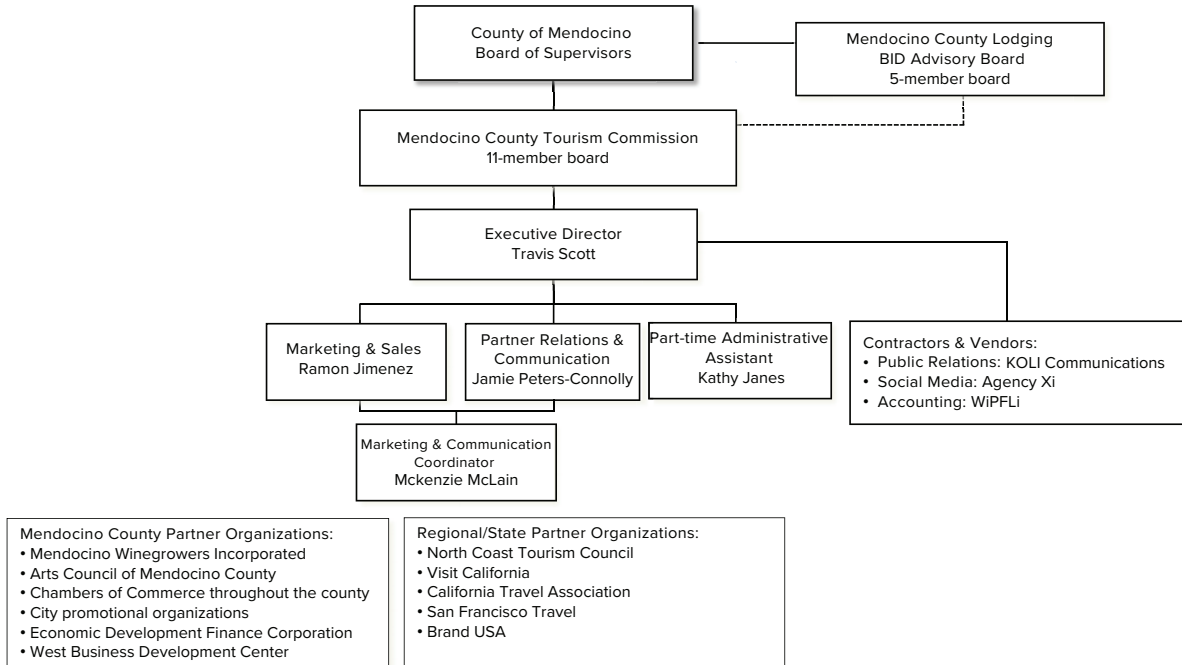 County of Mendocino
Board of Supervisors
Mendocino County Lodging
BID Advisory Board
5-member board
Mendocino County Tourism Commission
11-member board
Executive Director
Travis Scott
Marketing & Sales
Ramon Jimenez
Partner Relations &
Communication
Jamie Peters-Connolly
Part-time Administrative
Assistant
Kathy Janes
Contractors & Vendors:
• Public Relations: KOLI Communications
• Social Media: Agency Xi
• Accounting: WiPFLi
Marketing & Communication
Coordinator
Mckenzie McLain
Mendocino County Partner Organizations:
• Mendocino Winegrowers Incorporated
• Arts Council of Mendocino County
• Chambers of Commerce throughout the county
• City promotional organizations
• Economic Development Finance Corporation
• West Business Development Center
Regional/State Partner Organizations:
• North Coast Tourism Council
• Visit California
• California Travel Association
• San Francisco Travel
• Brand USA